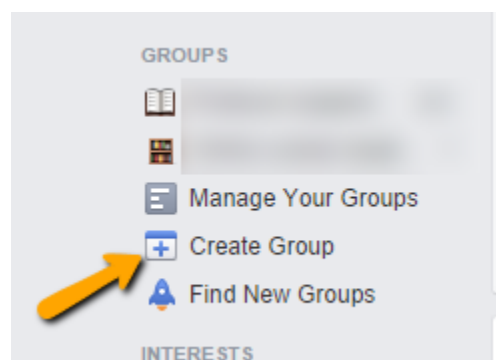 GROUPS
Manage Your Groups
Create Group
Find New Groups
INTERESTS